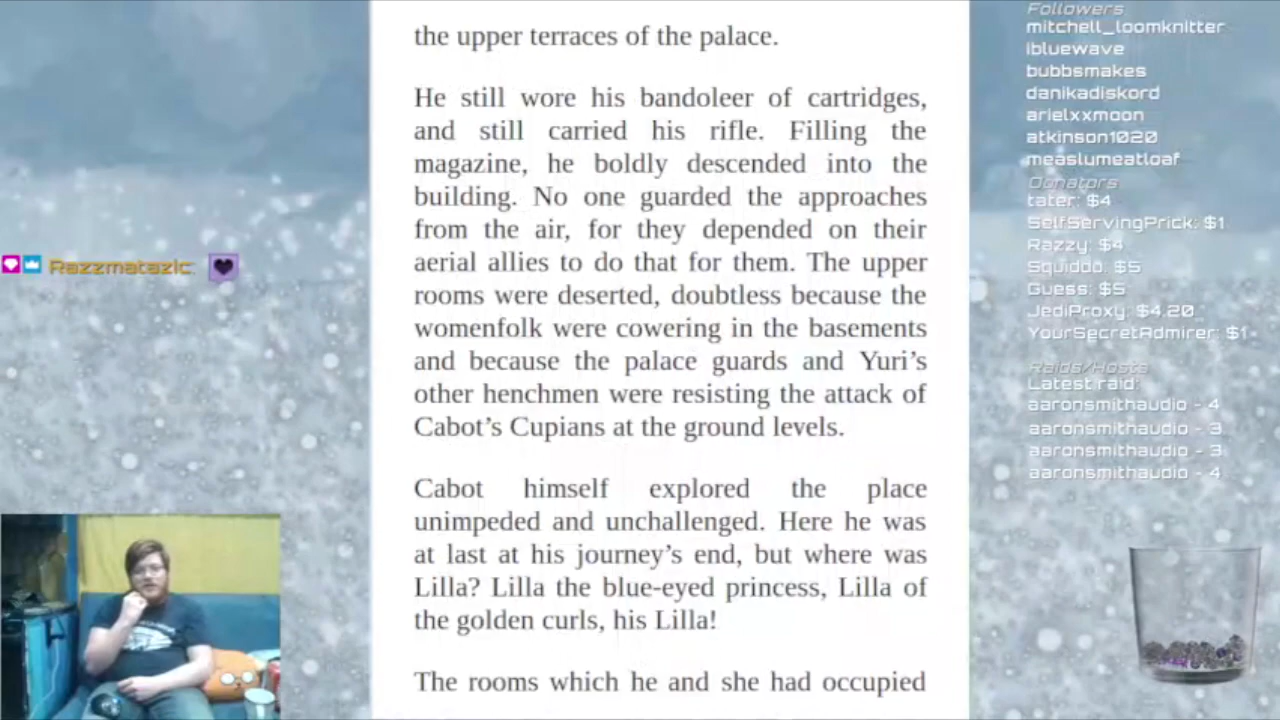 the upper terraces of the palace.
He still wore his bandoleer of cartridges,
and still carried his rifle. Filling the
magazine, he boldly descended into the
building. No one guarded the approaches
from the air, for they depended on their
aerial allies to do that for them. The upper
rooms were deserted, doubtless because the
womenfolk were cowering in the basements
and because the palace guards and Yuri’s
other henchmen were resisting the attack of
Cabot’s Cupians at the ground levels.
Cabot himself explored the place
unimpeded and unchallenged. Here he was
at last at his journey’s end, but where was
Lilla? Lilla the blue-eyed princess, Lilla of
the golden curls, his Lilla!
The rooms which he and she had occupied
Razzmatazic:
Followers
mitchell_loomknitter
ibluewave
bubbsmakes
danikadiskord
arielxxmoon
atkinson1020
measlymeatloaf
Donators
tater: $4
SelfServingPrick: $1
Razzy: $4
Squiddo: $5
Guess: $5
JediProxy: $4.20
YourSecretAdmirer: $1
Raids/Hosts
Latest raid:
aaronsmithaudio - 4
aaronsmithaudio - 3
aaronsmithaudio - 3
aaronsmithaudio - 4